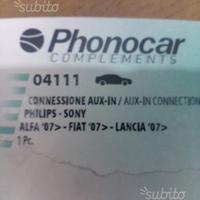 Phonocar
COMPLEMENTS
04111
CONNESSIONE AUX-IN / AUX-IN CONNECTION
PHILIPS - SONY
ALFA '07> - FIAT '07> - LANCIA '07>
1 Pc.
subito
subito